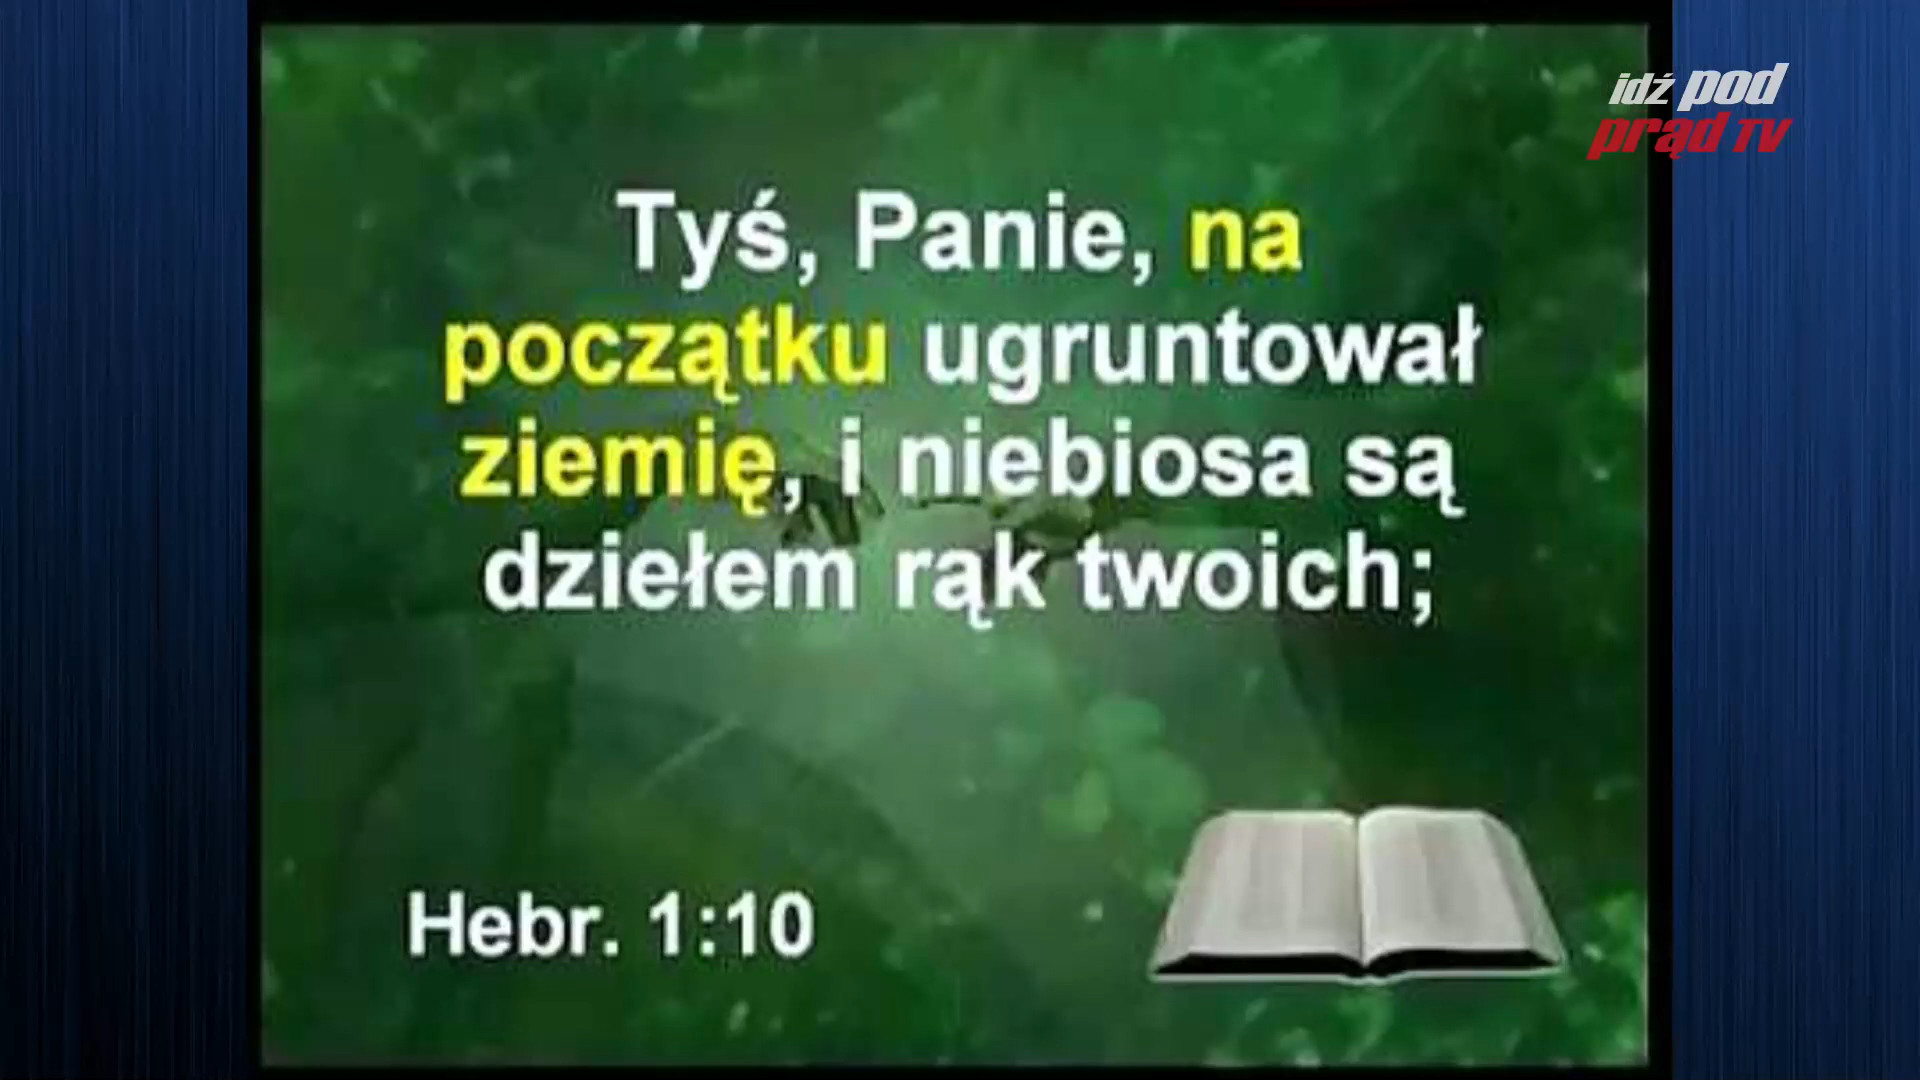 idź pod
prąd TV
Tyś, Panie, na
początku ugruntował
ziemię, i niebiosa są
dziełem rąk twoich;
Hebr. 1:10